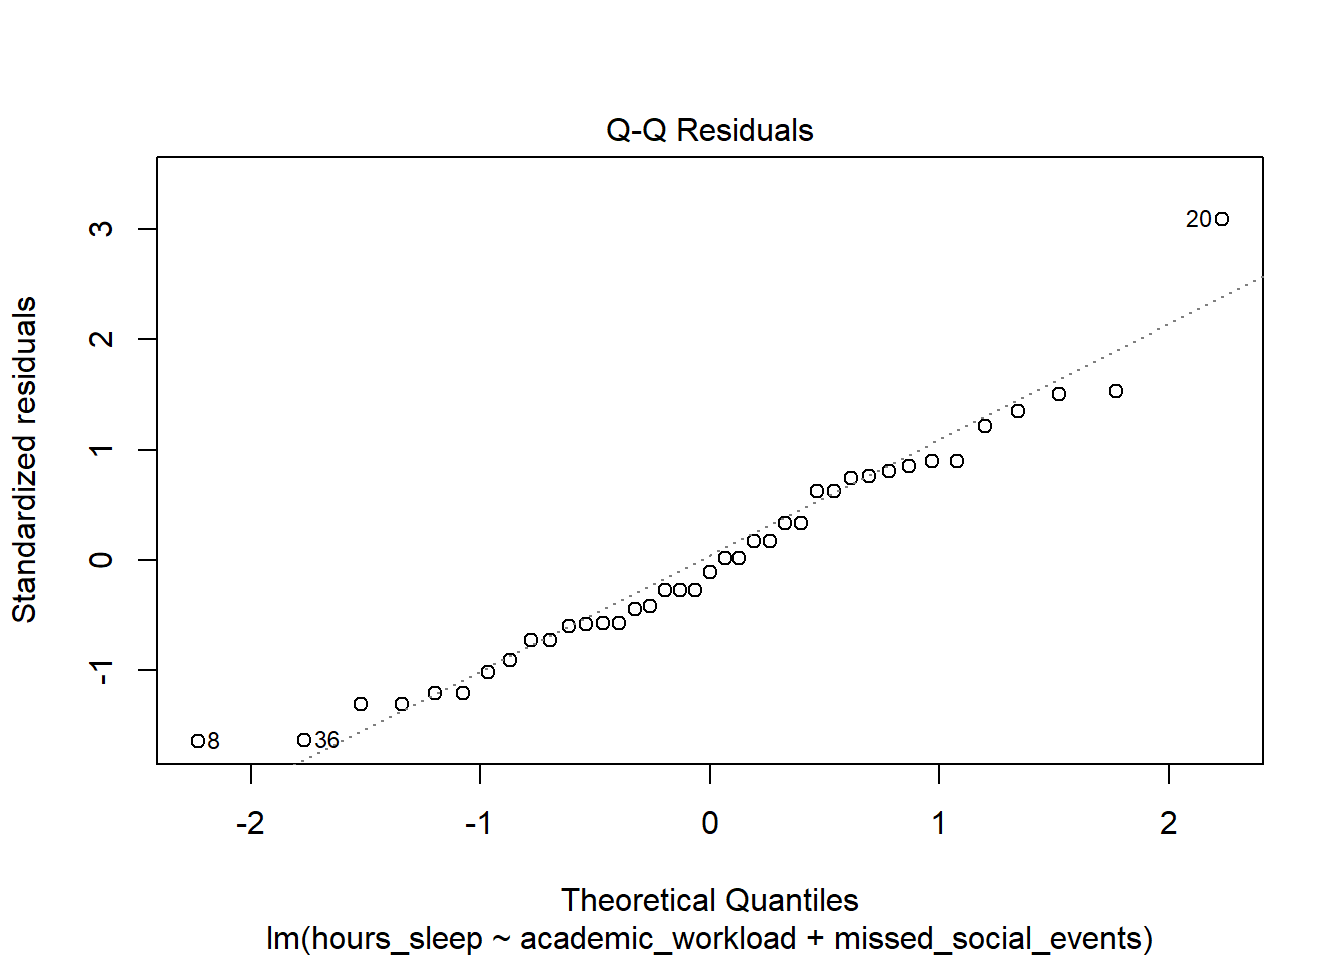 Q-Q Residuals
Standardized residuals
3
2
1
0
-1
20
8
36
-2 -1 0 1 2
Theoretical Quantiles
lm(hours_sleep ~ academic_workload + missed_social_events)